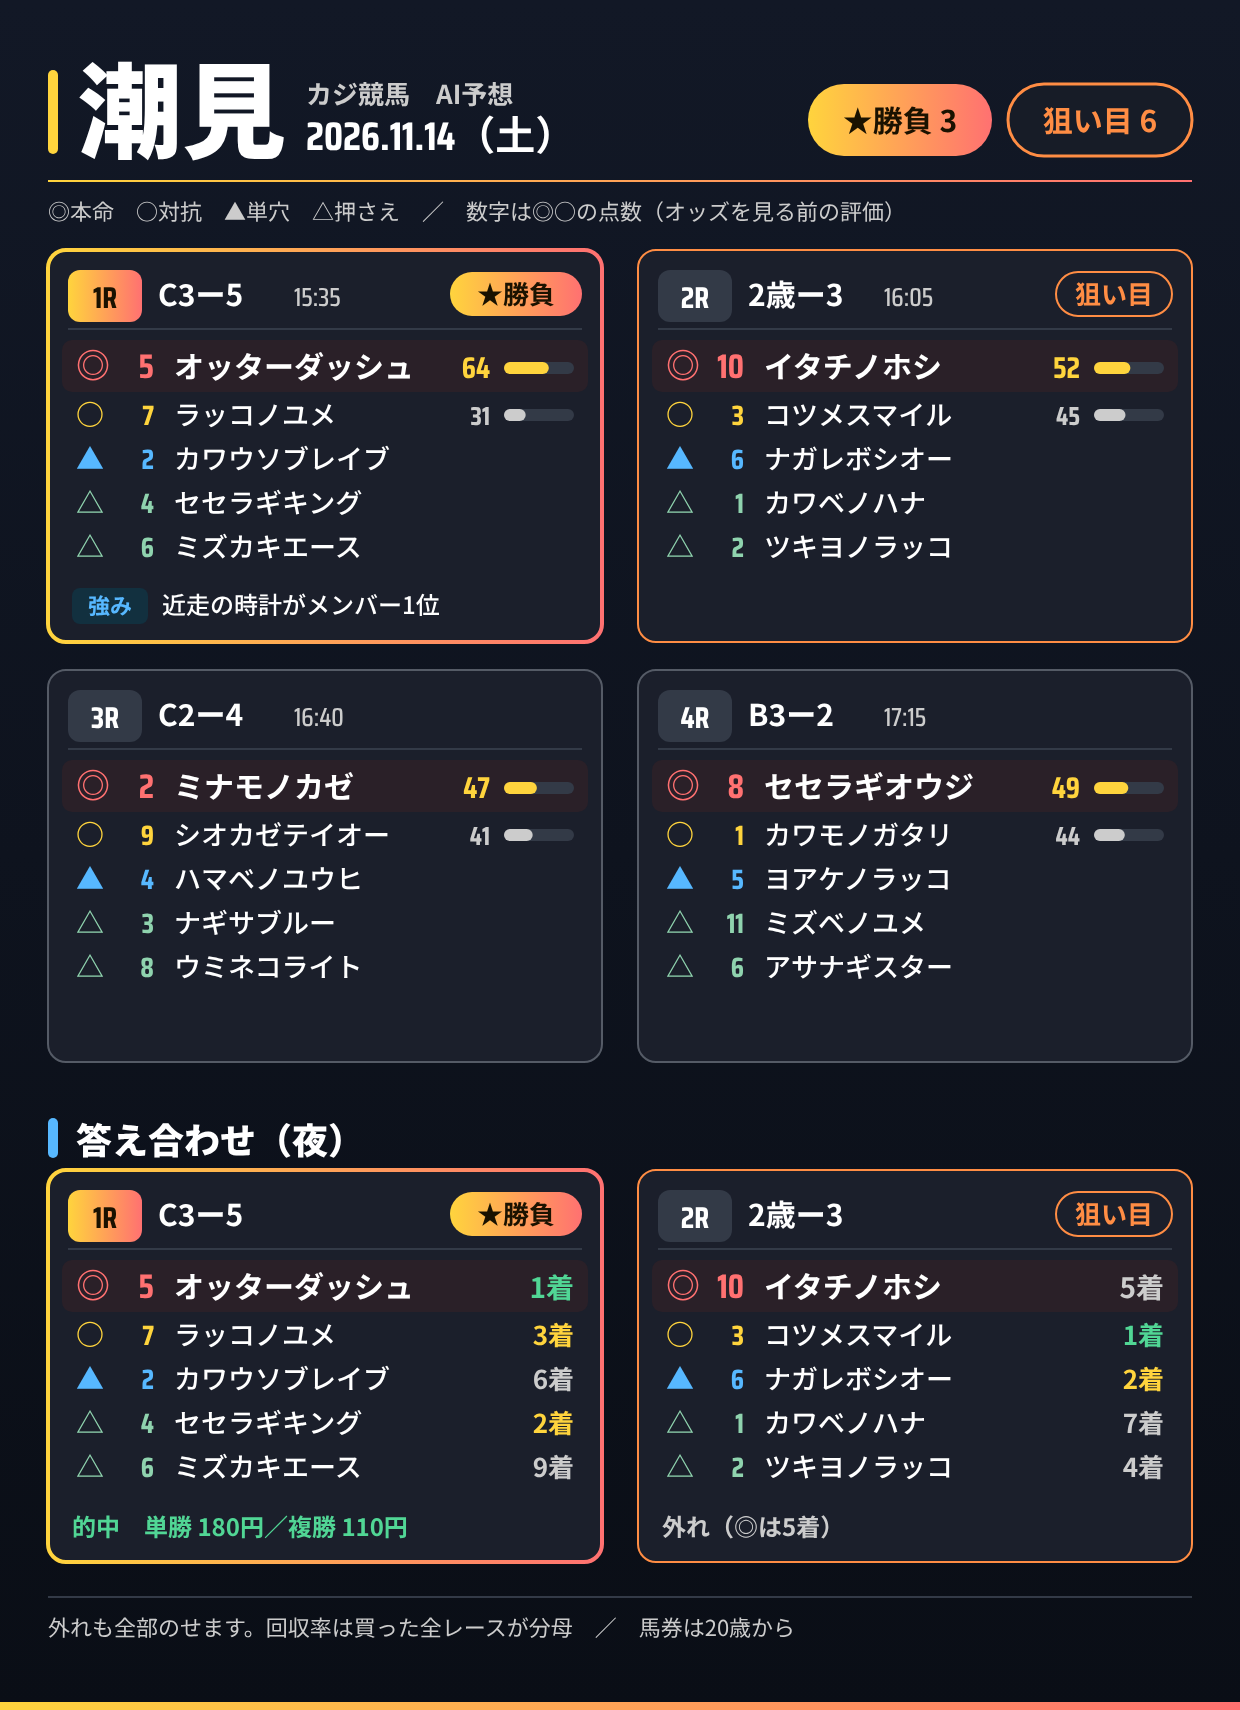 潮見
カジ競馬　AI予想
2026.11.14（土）
★勝負 3
狙い目 6
◎本命　○対抗　▲単穴　△押さえ　／　数字は◎○の点数（オッズを見る前の評価）
1R C3ー5 15:35 ★勝負
◎ 5 オッターダッシュ 64
○ 7 ラッコノユメ 31
▲ 2 カワウソブレイブ
△ 4 セセラギキング
△ 6 ミズカキエース
強み 近走の時計がメンバー1位
2R 2歳ー3 16:05 狙い目
◎ 10 イタチノホシ 52
○ 3 コツメスマイル 45
▲ 6 ナガレボシオー
△ 1 カワベノハナ
△ 2 ツキヨノラッコ
3R C2ー4 16:40
◎ 2 ミナモノカゼ 47
○ 9 シオカゼテイオー 41
▲ 4 ハマベノユウヒ
△ 3 ナギサブルー
△ 8 ウミネコライト
4R B3ー2 17:15
◎ 8 セセラギオウジ 49
○ 1 カワモノガタリ 44
▲ 5 ヨアケノラッコ
△ 11 ミズベノユメ
△ 6 アサナギスター
答え合わせ（夜）
1R C3ー5 ★勝負
◎ 5 オッターダッシュ 1着
○ 7 ラッコノユメ 3着
▲ 2 カワウソブレイブ 6着
△ 4 セセラギキング 2着
△ 6 ミズカキエース 9着
的中　単勝 180円／複勝 110円
2R 2歳ー3 狙い目
◎ 10 イタチノホシ 5着
○ 3 コツメスマイル 1着
▲ 6 ナガレボシオー 2着
△ 1 カワベノハナ 7着
△ 2 ツキヨノラッコ 4着
外れ（◎は5着）
外れも全部のせます。回収率は買った全レースが分母　／　馬券は20歳から